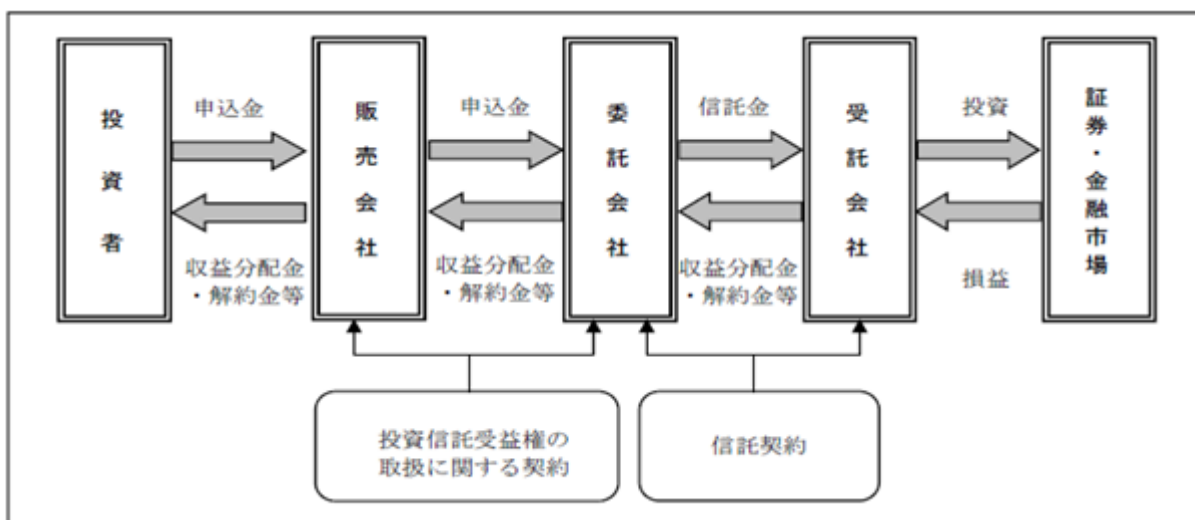 投資者
申込金
収益分配金
・解約金等
販売会社
申込金
収益分配金
・解約金等
委託会社
信託金
収益分配金
・解約金等
受託会社
投資
損益
証券・金融市場
投資信託受益権の
取扱に関する契約
信託契約